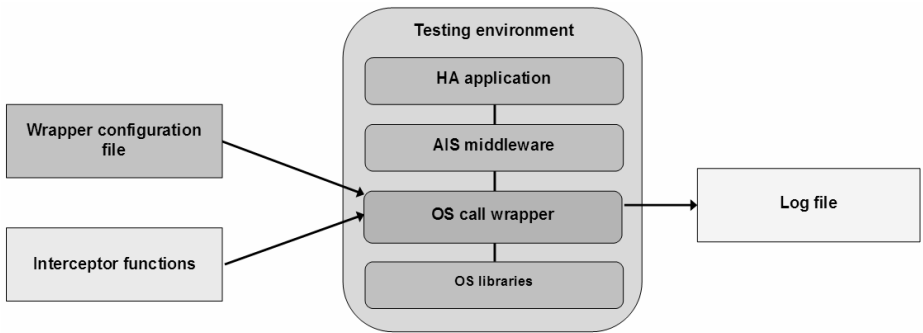 Testing environment
HA application
Wrapper configuration
file
AIS middleware
OS call wrapper
Log file
Interceptor functions
OS libraries